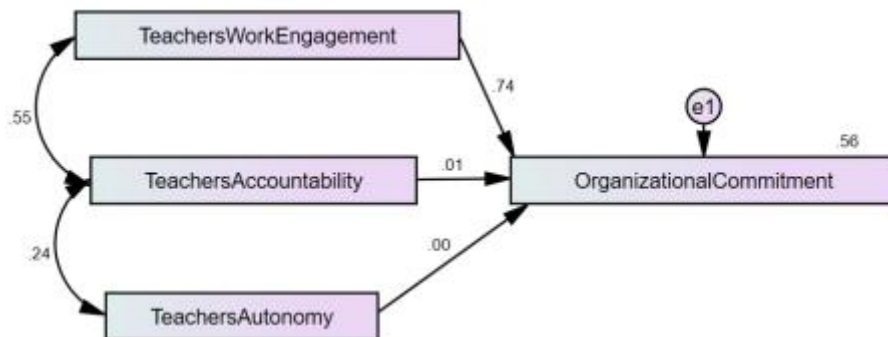 TeachersWorkEngagement
.74
.55
e1
.56
TeachersAccountability
.01
OrganizationalCommitment
.24
.00
TeachersAutonomy